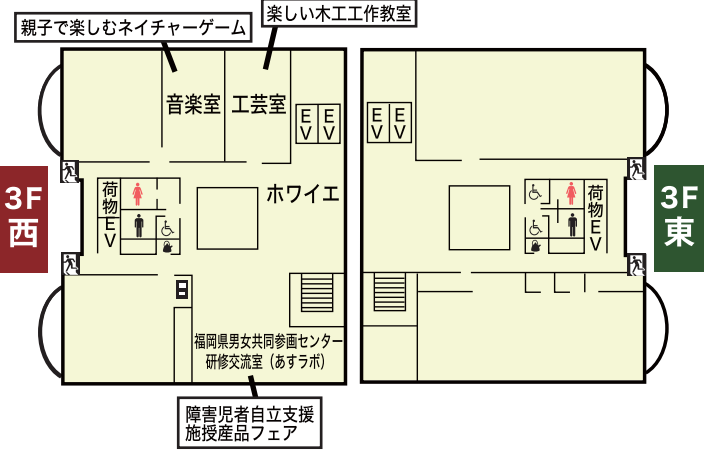 親子で楽しむネイチャーゲーム
楽しい木工工作教室
音楽室
工芸室
EV
EV
EV
EV
3F
西
荷物EV
ホワイエ
荷物EV
3F
東
福岡県男女共同参画センター
研修交流室（あすラボ）
障害児者自立支援
施授産品フェア